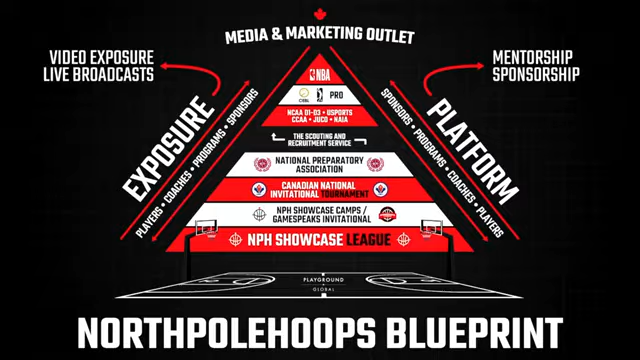 MEDIA & MARKETING OUTLET
VIDEO EXPOSURE
LIVE BROADCASTS
MENTORSHIP
SPONSORSHIP
EXPOSURE
PLAYERS • COACHES • PROGRAMS • SPONSORS
PLATFORM
SPONSORS • PROGRAMS • COACHES • PLAYERS
NBA
CEBL PRO
NCAA D1-D3 • USPORTS
CCAA • JUCO • NAIA
THE SCOUTING AND
RECRUITMENT SERVICE
NATIONAL PREPARATORY
ASSOCIATION
CANADIAN NATIONAL
INVITATIONAL TOURNAMENT
NPH SHOWCASE CAMPS /
GAMESPEAKS INVITATIONAL
NPH SHOWCASE LEAGUE
PLAYGROUND
GLOBAL
NORTHPOLEHOOPS BLUEPRINT